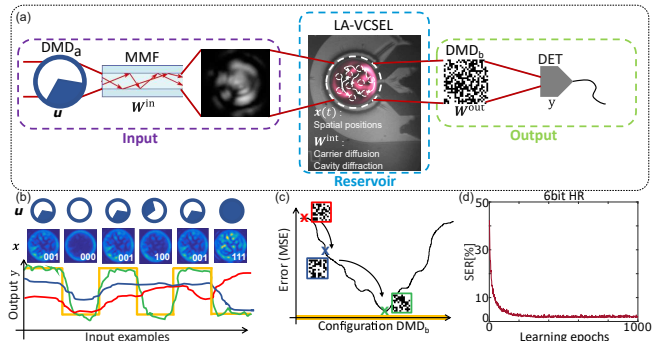 (a)
LA-VCSEL
DMDa
MMF
DMDb
DET
u
Win
x(t) :
Spatial positions
Wint :
Carrier diffusion
Cavity diffraction
Wout
y
Input
Reservoir
Output
(b)
u
x
001
000
001
100
001
111
Output y
Input examples
(c)
Error (MSE)
Configuration DMDb
(d)
6bit HR
SER[%]
50
30
10
0
1000
Learning epochs